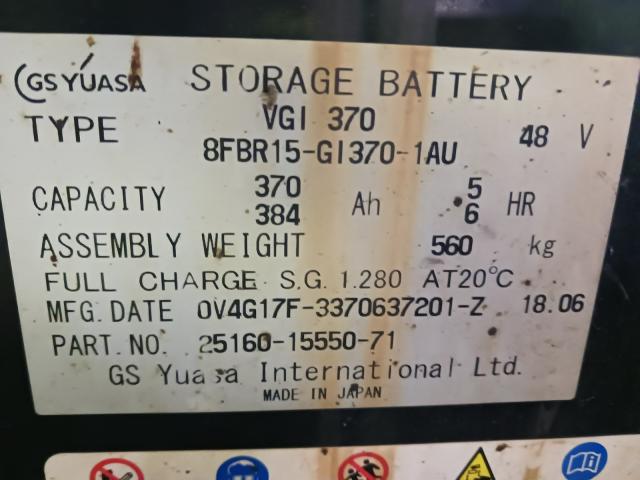 GS YUASA STORAGE BATTERY
TYPE VGI 370 48 V
8FBR15-GI370-1AU
CAPACITY 370 Ah 5 HR
384 6
ASSEMBLY WEIGHT 560 kg
FULL CHARGE S.G. 1.280 AT20°C
MFG. DATE 0V4G17F-3370637201-Z 18.06
PART.NO. 25160-15550-71
GS Yuasa International Ltd.
MADE IN JAPAN